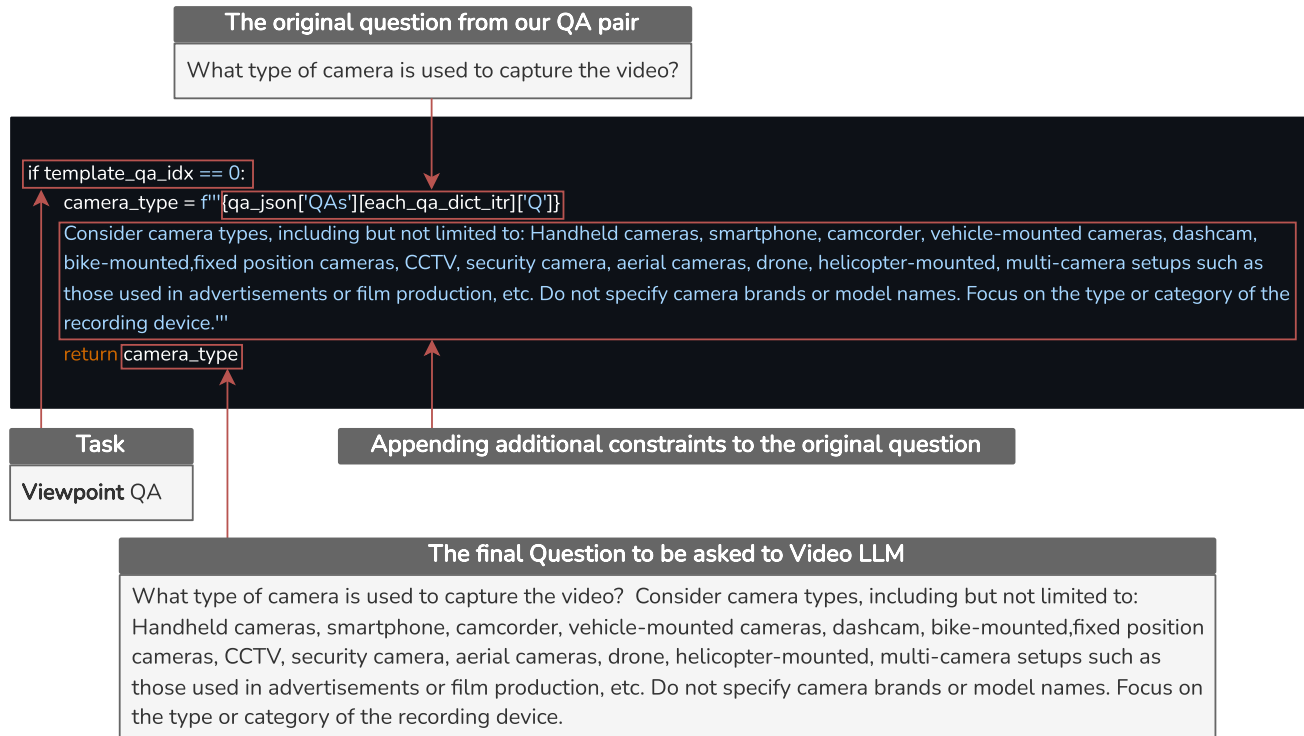 The original question from our QA pair
What type of camera is used to capture the video?
if template_qa_idx == 0:
camera_type = f'''{qa_json['QAs'][each_qa_dict_itr]['Q']}
Consider camera types, including but not limited to: Handheld cameras, smartphone, camcorder, vehicle-mounted cameras, dashcam,
bike-mounted,fixed position cameras, CCTV, security camera, aerial cameras, drone, helicopter-mounted, multi-camera setups such as
those used in advertisements or film production, etc. Do not specify camera brands or model names. Focus on the type or category of the
recording device.'''
return camera_type
Task
Viewpoint QA
Appending additional constraints to the original question
The final Question to be asked to Video LLM
What type of camera is used to capture the video?  Consider camera types, including but not limited to:
Handheld cameras, smartphone, camcorder, vehicle-mounted cameras, dashcam, bike-mounted,fixed position
cameras, CCTV, security camera, aerial cameras, drone, helicopter-mounted, multi-camera setups such as
those used in advertisements or film production, etc. Do not specify camera brands or model names. Focus on
the type or category of the recording device.